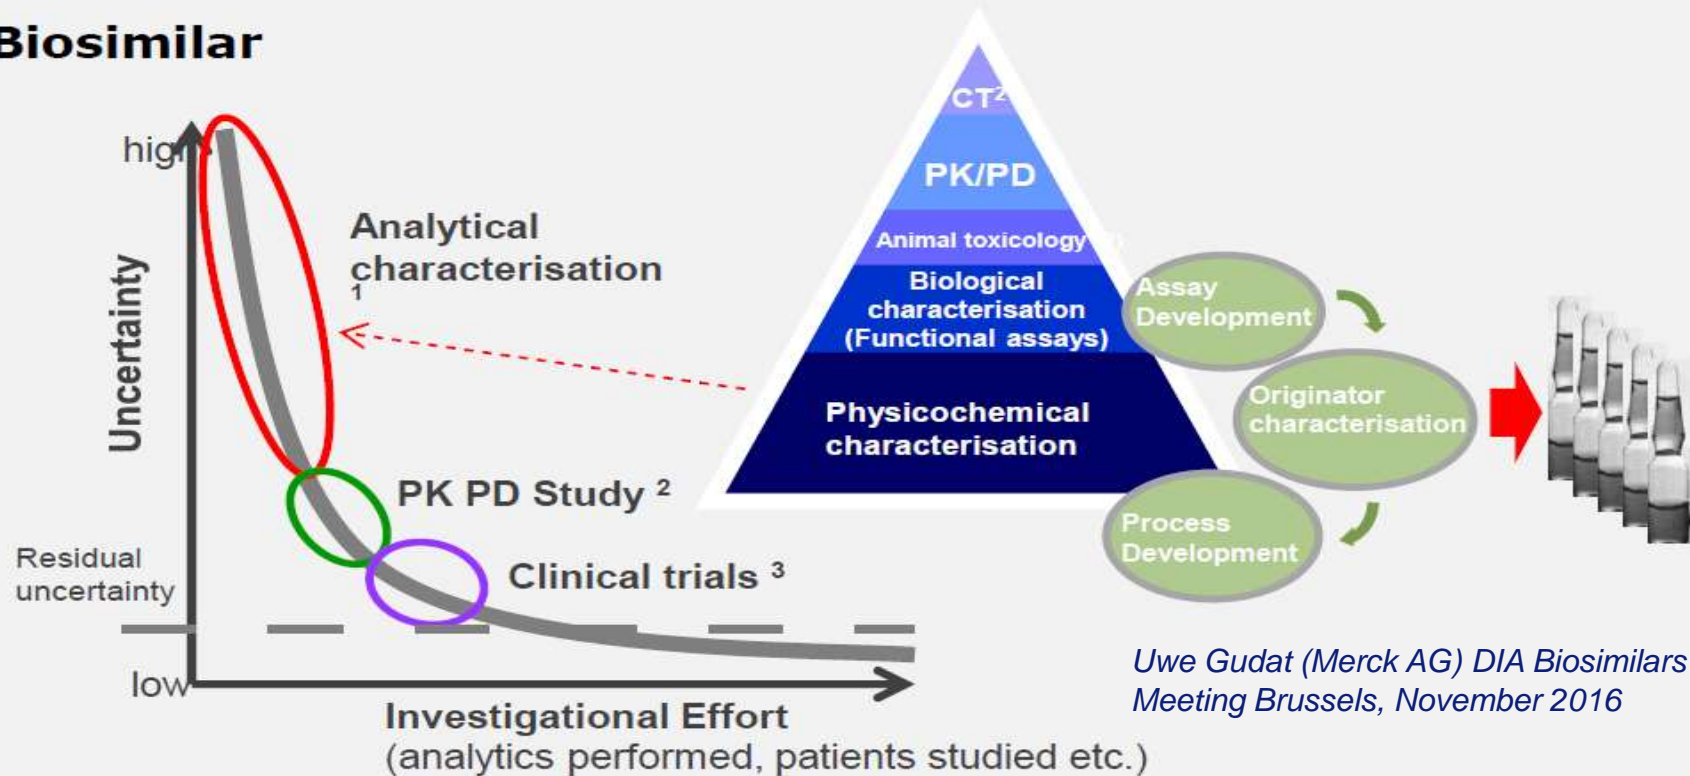 Biosimilar
high
Uncertainty
Analytical
characterisation
1
PK PD Study 2
Clinical trials 3
Residual
uncertainty
low
Investigational Effort
(analytics performed, patients studied etc.)
CT2
PK/PD
Animal toxicology
Biological
characterisation
(Functional assays)
Physicochemical
characterisation
Assay
Development
Originator
characterisation
Process
Development
Uwe Gudat (Merck AG) DIA Biosimilars
Meeting Brussels, November 2016